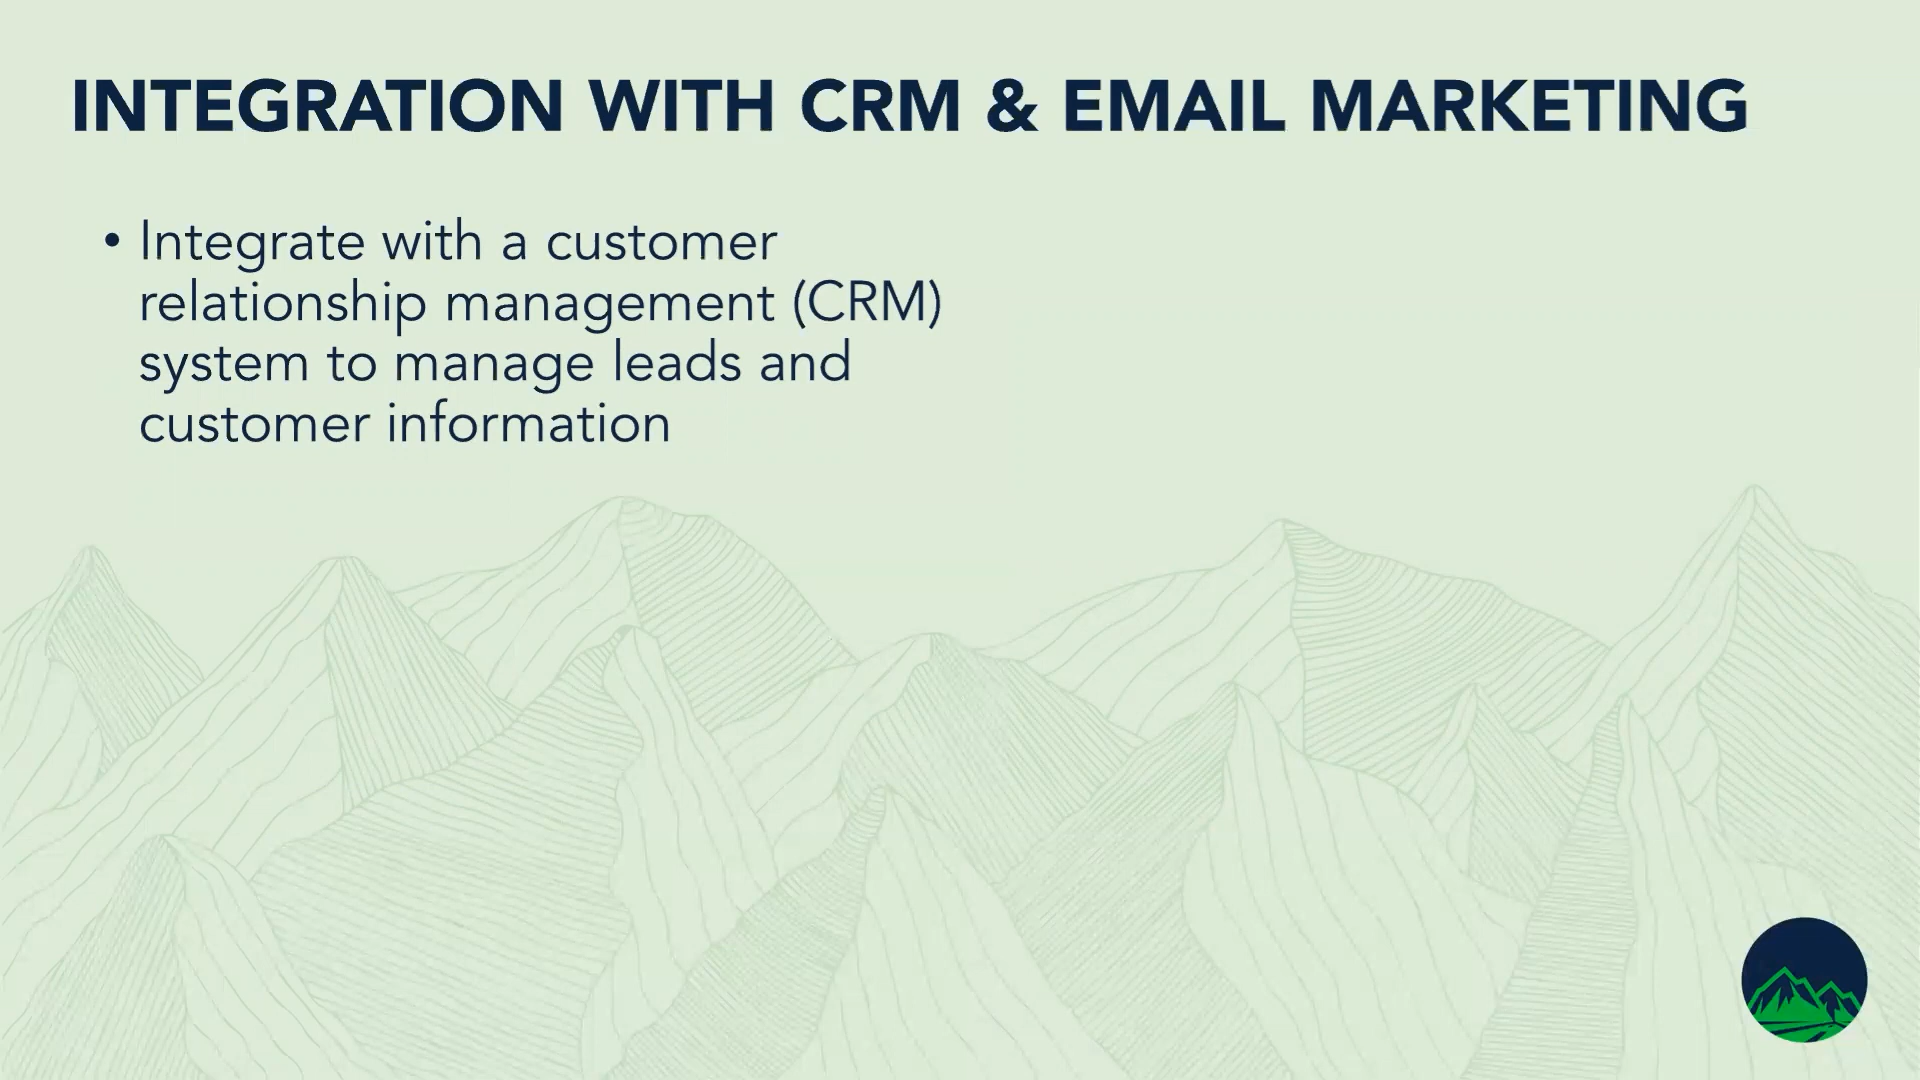 INTEGRATION WITH CRM & EMAIL MARKETING
• Integrate with a customer
relationship management (CRM)
system to manage leads and
customer information